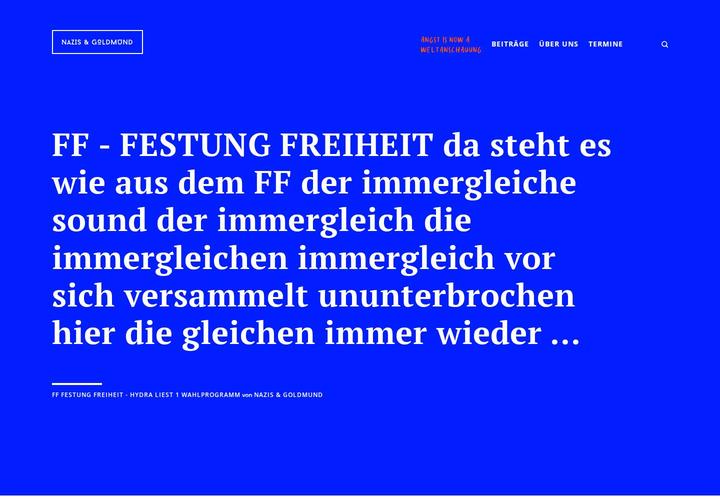 NAZIS & GOLDMUND
ANGST IS NOW A
WELTANSCHAUUNG
BEITRÄGE ÜBER UNS TERMINE
FF - FESTUNG FREIHEIT da steht es
wie aus dem FF der immergleiche
sound der immergleich die
immergleichen immergleich vor
sich versammelt ununterbrochen
hier die gleichen immer wieder ...
FF FESTUNG FREIHEIT - HYDRA LIEST 1 WAHLPROGRAMM von NAZIS & GOLDMUND